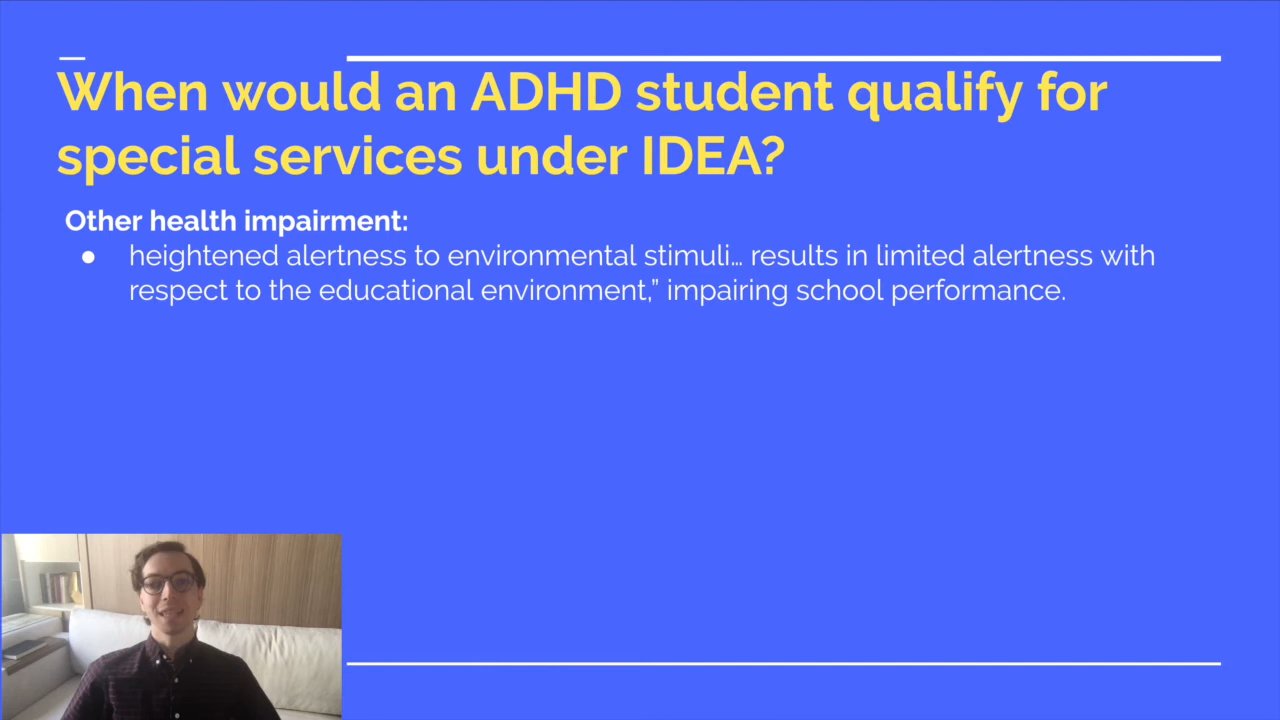 When would an ADHD student qualify for
special services under IDEA?
Other health impairment:
● heightened alertness to environmental stimuli… results in limited alertness with
respect to the educational environment,” impairing school performance.